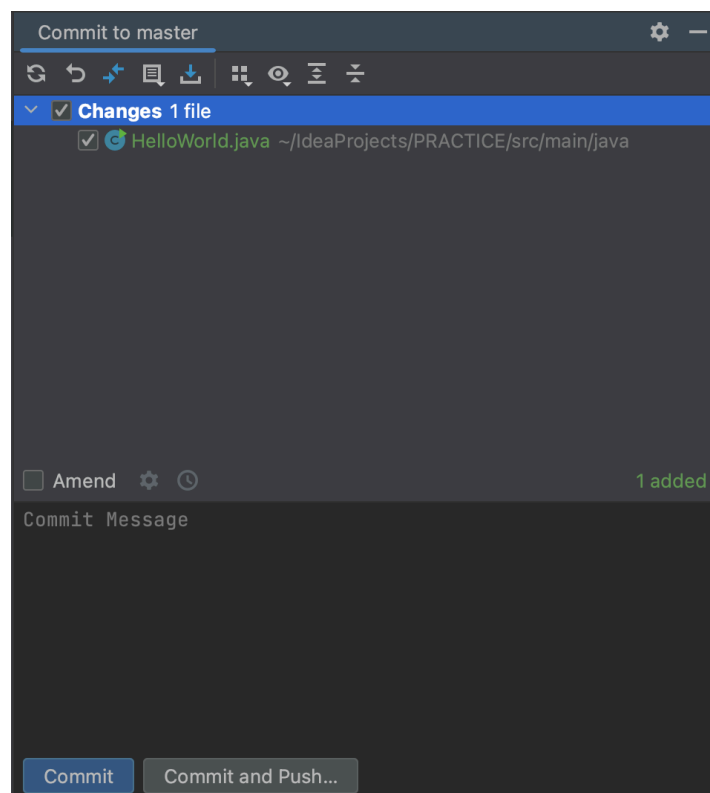 Commit to master
Changes 1 file
HelloWorld.java ~/IdeaProjects/PRACTICE/src/main/java
Amend 1 added
Commit Message
Commit Commit and Push...